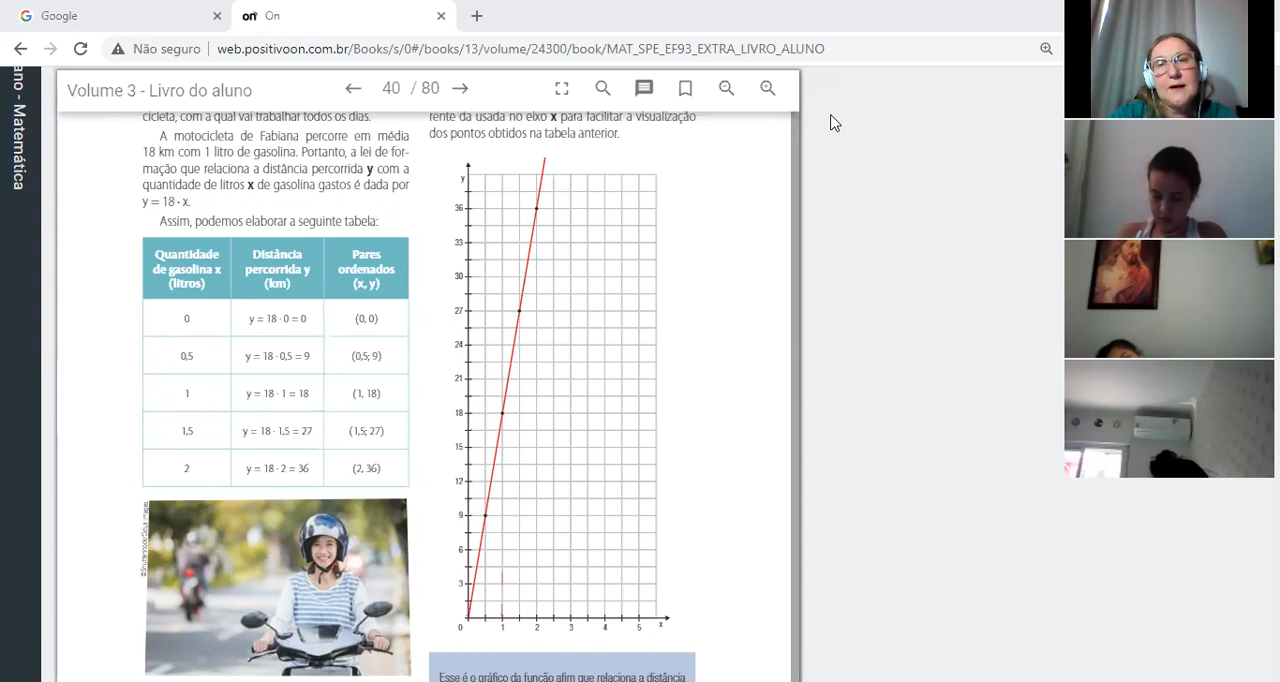 Google
on
On
Não seguro
web.positivoon.com.br/Books/s/0#/books/13/volume/24300/book/MAT_SPE_EF93_EXTRA_LIVRO_ALUNO
ano - Matemática
Volume 3 - Livro do aluno
40 / 80
cicleta, com a qual vai trabalhar todos os dias.
A motocicleta de Fabiana percorre em média
18 km com 1 litro de gasolina. Portanto, a lei de for-
mação que relaciona a distância percorrida y com a
quantidade de litros x de gasolina gastos é dada por
y = 18 · x.
Assim, podemos elaborar a seguinte tabela:
Quantidade de gasolina x (litros)
Distância percorrida y (km)
Pares ordenados (x, y)
0
y = 18 · 0 = 0
(0, 0)
0,5
y = 18 · 0,5 = 9
(0,5; 9)
1
y = 18 · 1 = 18
(1, 18)
1,5
y = 18 · 1,5 = 27
(1,5; 27)
2
y = 18 · 2 = 36
(2, 36)
rente da usada no eixo x para facilitar a visualização
dos pontos obtidos na tabela anterior.
y
36
33
30
27
24
21
18
15
12
9
6
3
0
1
2
3
4
5
x
Esse é o gráfico da função afim que relaciona a distância